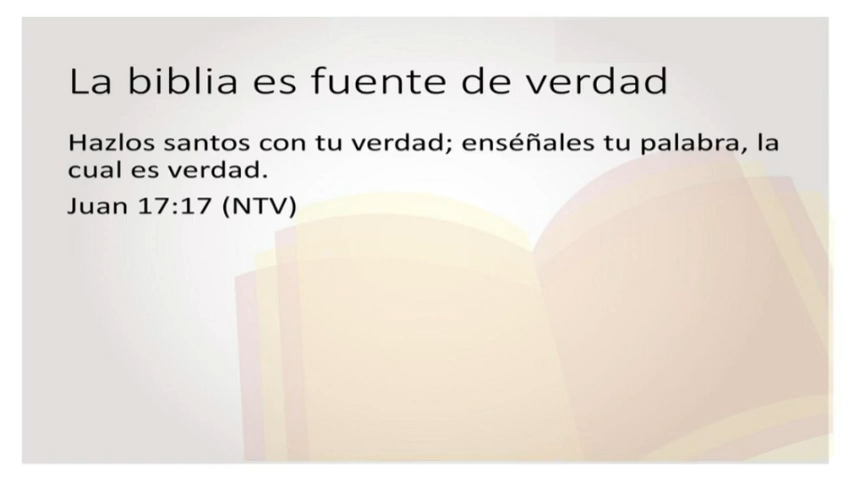 La biblia es fuente de verdad
Hazlos santos con tu verdad; enséñales tu palabra, la
cual es verdad.
Juan 17:17 (NTV)